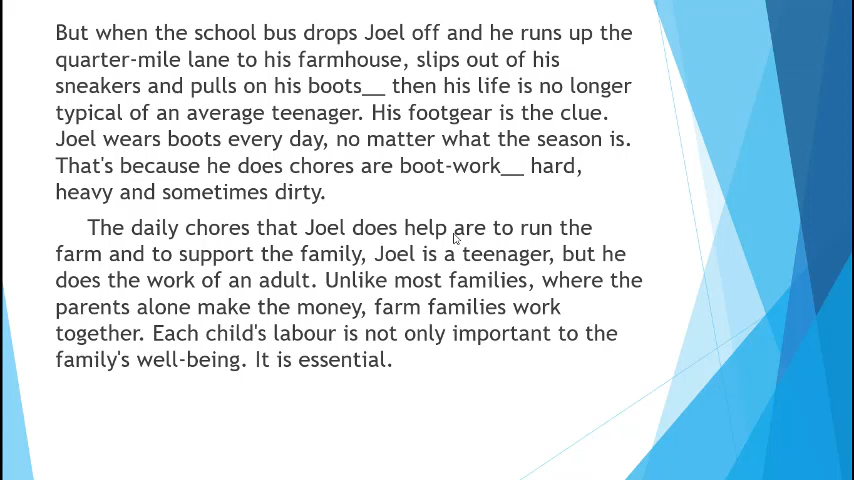 But when the school bus drops Joel off and he runs up the
quarter-mile lane to his farmhouse, slips out of his
sneakers and pulls on his boots__ then his life is no longer
typical of an average teenager. His footgear is the clue.
Joel wears boots every day, no matter what the season is.
That's because he does chores are boot-work__ hard,
heavy and sometimes dirty.
The daily chores that Joel does help are to run the
farm and to support the family, Joel is a teenager, but he
does the work of an adult. Unlike most families, where the
parents alone make the money, farm families work
together. Each child's labour is not only important to the
family's well-being. It is essential.